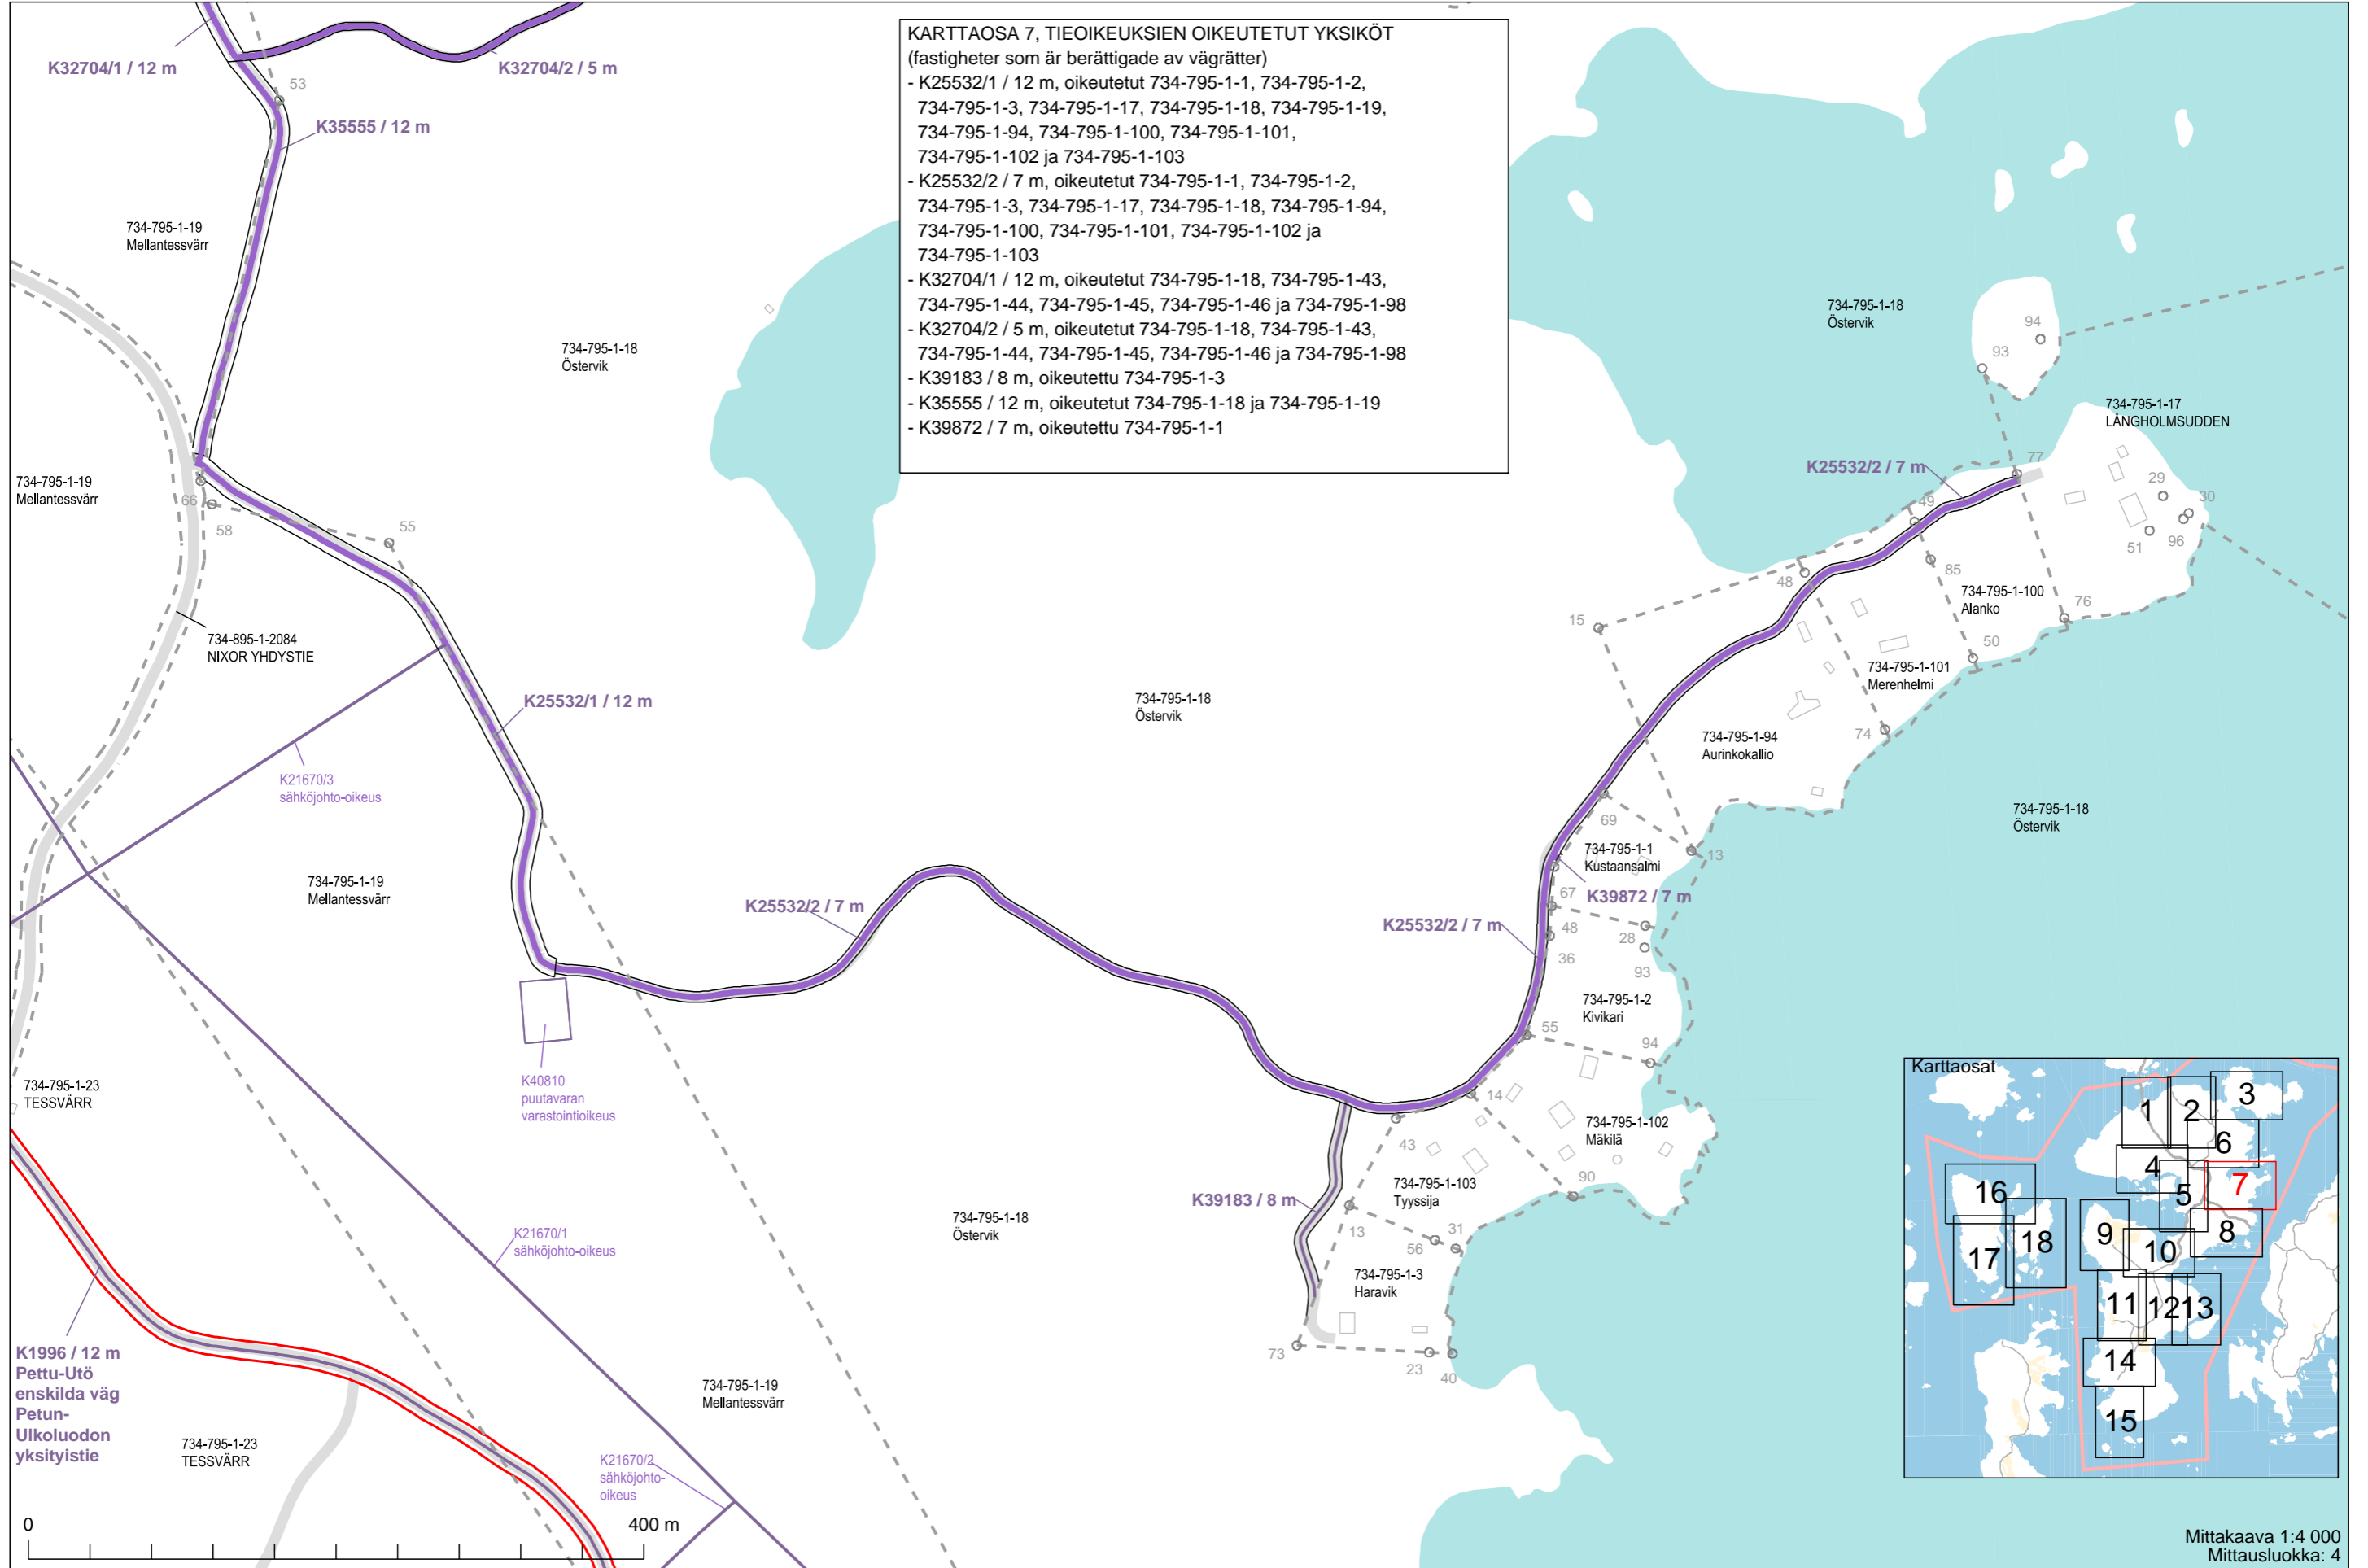 KARTTAOSA 7, TIEOIKEUKSIEN OIKEUTETUT YKSIKÖT
(fastigheter som är berättigade av vägrätter)
- K25532/1 / 12 m, oikeutetut 734-795-1-1, 734-795-1-2,
734-795-1-3, 734-795-1-17, 734-795-1-18, 734-795-1-19,
734-795-1-94, 734-795-1-100, 734-795-1-101,
734-795-1-102 ja 734-795-1-103
- K25532/2 / 7 m, oikeutetut 734-795-1-1, 734-795-1-2,
734-795-1-3, 734-795-1-17, 734-795-1-18, 734-795-1-94,
734-795-1-100, 734-795-1-101, 734-795-1-102 ja
734-795-1-103
- K32704/1 / 12 m, oikeutetut 734-795-1-18, 734-795-1-43,
734-795-1-44, 734-795-1-45, 734-795-1-46 ja 734-795-1-98
- K32704/2 / 5 m, oikeutetut 734-795-1-18, 734-795-1-43,
734-795-1-44, 734-795-1-45, 734-795-1-46 ja 734-795-1-98
- K39183 / 8 m, oikeutettu 734-795-1-3
- K35555 / 12 m, oikeutetut 734-795-1-18 ja 734-795-1-19
- K39872 / 7 m, oikeutettu 734-795-1-1
K32704/1 / 12 m
K32704/2 / 5 m
53
K35555 / 12 m
734-795-1-19
Mellantessvärr
734-795-1-18
Östervik
734-795-1-18
Östervik
94
93
734-795-1-17
LÅNGHOLMSUDDEN
734-795-1-19
Mellantessvärr
66
58
55
K25532/2 / 7 m
77
49
29
30
51
96
48
85
734-795-1-100
Alanko
76
15
50
734-895-1-2084
NIXOR YHDYSTIE
734-795-1-101
Merenhelmi
K25532/1 / 12 m
734-795-1-18
Östervik
74
734-795-1-94
Aurinkokallio
K21670/3
sähköjohto-oikeus
69
734-795-1-18
Östervik
734-795-1-1
Kustaansalmi
13
734-795-1-19
Mellantessvärr
K25532/2 / 7 m
K39872 / 7 m
67
K25532/2 / 7 m
48
28
36
93
734-795-1-2
Kivikari
55
94
K40810
puutavaran
varastointioikeus
734-795-1-23
TESSVÄRR
14
43
734-795-1-102
Mäkilä
90
734-795-1-103
Tyyssija
K39183 / 8 m
13
31
56
734-795-1-18
Östervik
K21670/1
sähköjohto-oikeus
734-795-1-3
Haravik
73
23
40
K1996 / 12 m
Pettu-Utö
enskilda väg
Petun-
Ulkoluodon
yksityistie
734-795-1-19
Mellantessvärr
734-795-1-23
TESSVÄRR
K21670/2
sähköjohto-
oikeus
0
400 m
Karttaosat
1
2
3
6
4
5
7
16
18
17
9
10
8
11
12
13
14
15
Mittakaava 1:4 000
Mittausluokka: 4